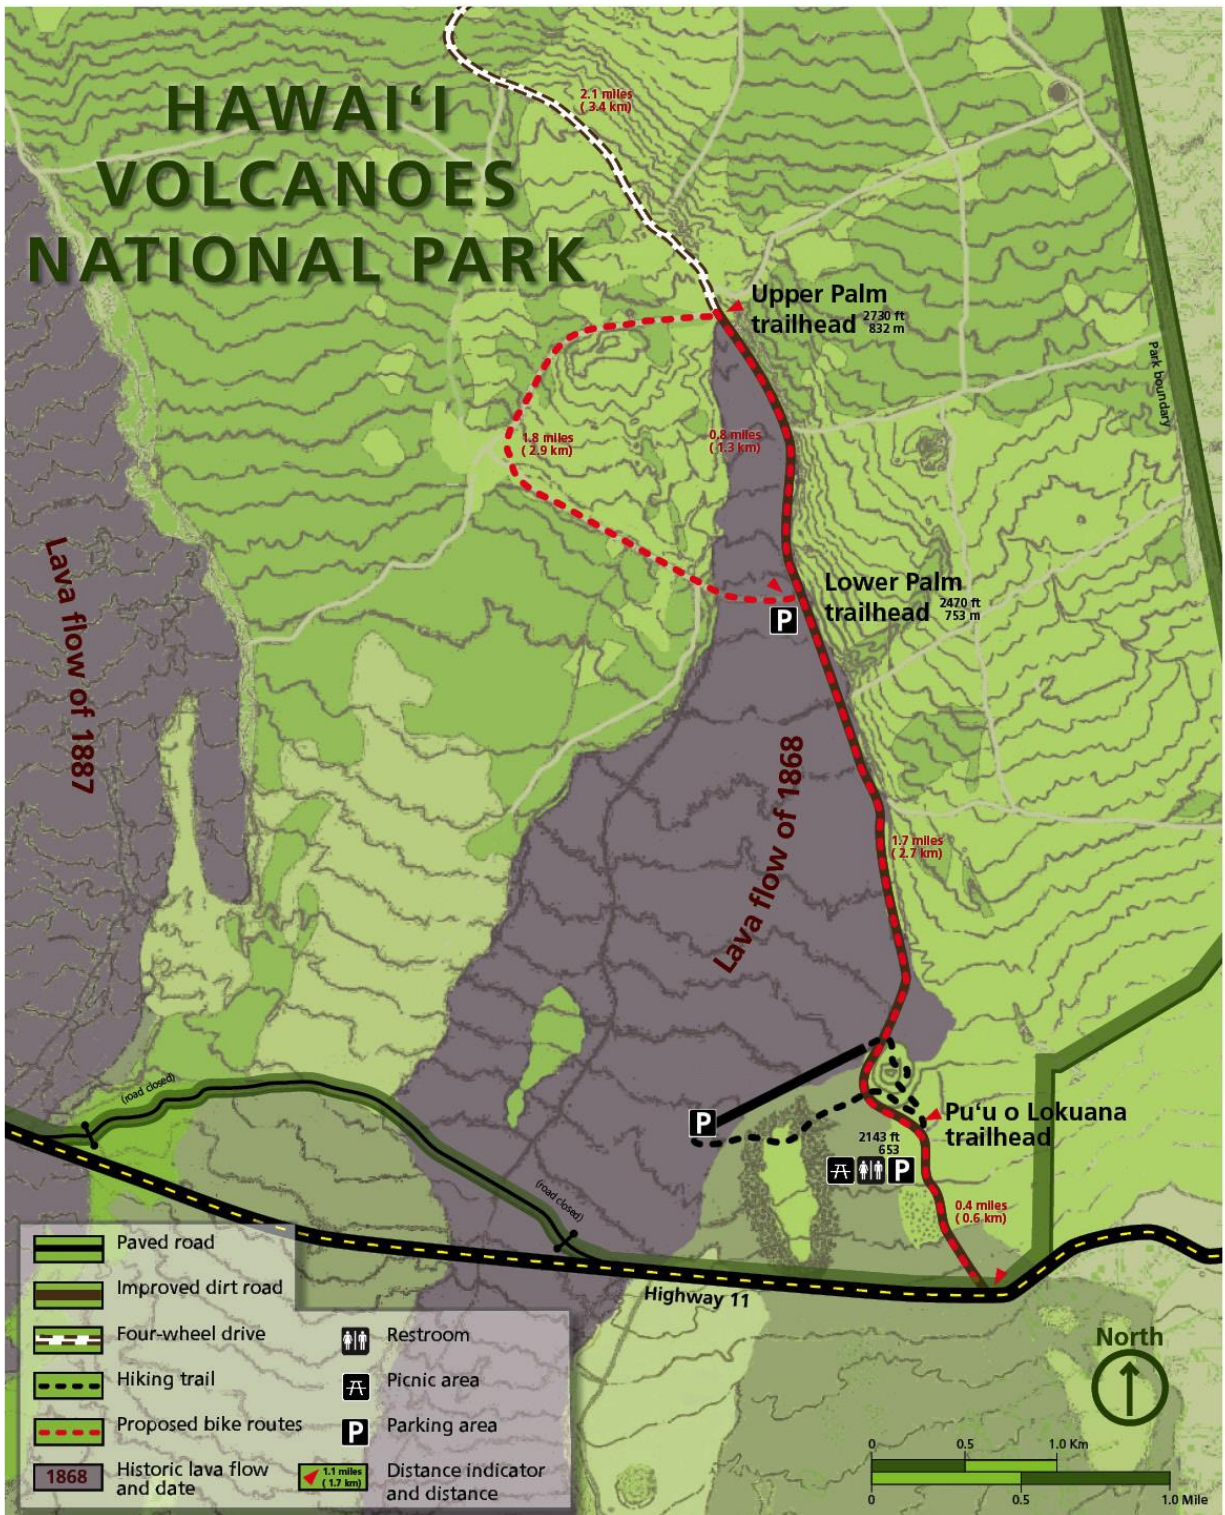 HAWAI‘I
VOLCANOES
NATIONAL PARK
2.1 miles
( 3.4 km)
Upper Palm
trailhead 2730 ft
832 m
Park boundary
1.8 miles
( 2.9 km)
0.8 miles
( 1.3 km)
Lava flow of 1887
Lower Palm
trailhead 2470 ft
753 m
P
Lava flow of 1868
1.7 miles
( 2.7 km)
(road closed)
P
Pu‘u o Lokuana
trailhead
2143 ft
653
P
(road closed)
0.4 miles
( 0.6 km)
Highway 11
Paved road
Improved dirt road
Four-wheel drive
Hiking trail
Proposed bike routes
1868 Historic lava flow
and date
Restroom
Picnic area
P Parking area
1.1 miles
( 1.7 km)
Distance indicator
and distance
North
0 0.5 1.0 Km
0 0.5 1.0 Mile